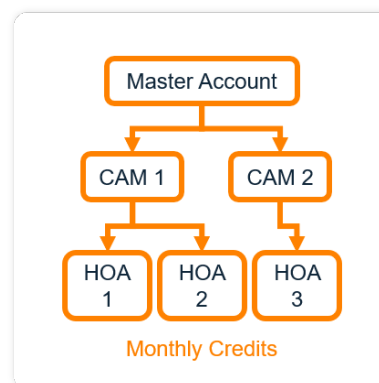 Master Account
CAM 1
CAM 2
HOA
1
HOA
2
HOA
3
Monthly Credits